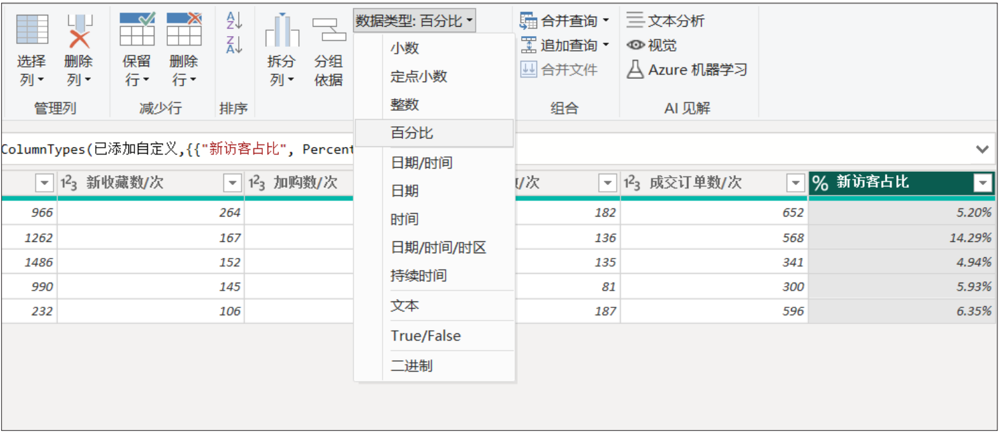 数据类型: 百分比
合并查询
文本分析
追加查询
视觉
合并文件
Azure 机器学习
选择
列
删除
列
保留
行
删除
行
拆分
列
分组
依据
管理列
减少行
排序
组合
AI 见解
小数
定点小数
整数
百分比
日期/时间
日期
时间
日期/时间/时区
持续时间
文本
True/False
二进制
ColumnTypes(已添加自定义,{{"新访客占比", Percent
1²3 新收藏数/次 1²3 加购数/次 /次 1²3 成交订单数/次 % 新访客占比
966 264 182 652 5.20%
1262 167 136 568 14.29%
1486 152 135 341 4.94%
990 145 81 300 5.93%
232 106 187 596 6.35%